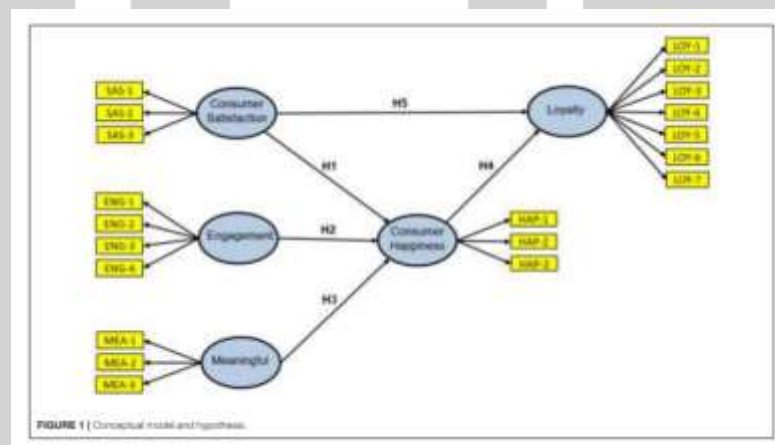 SAS-1
SAS-2
SAS-3
Consumer
Satisfaction
H5
Loyalty
LOY-1
LOY-2
LOY-3
LOY-4
LOY-5
LOY-6
LOY-7
H1
H4
ENG-1
ENG-2
ENG-3
ENG-4
Engagement
H2
Consumer
Happiness
HAP-1
HAP-2
HAP-3
H3
MEA-1
MEA-2
MEA-3
Meaningful
FIGURE 1 | Conceptual model and hypothesis.